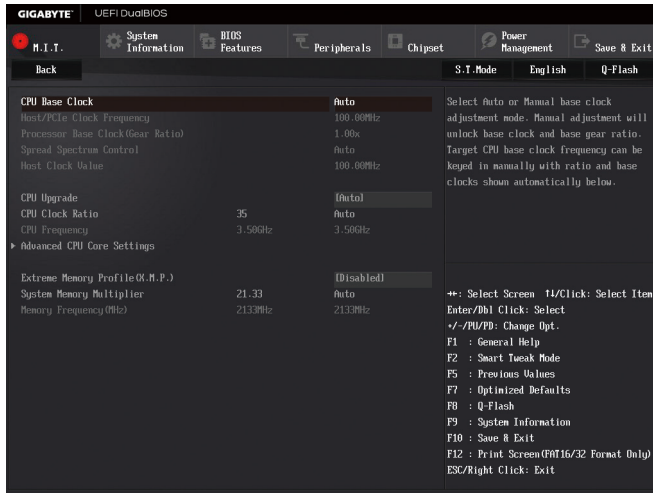 GIGABYTE™ UEFI DualBIOS
M.I.T. System Information BIOS Features Peripherals Chipset Power Management Save & Exit
Back S.T.Mode English Q-Flash
CPU Base Clock Auto
Host/PCIe Clock Frequency 100.00MHz
Processor Base Clock(Gear Ratio) 1.00x
Spread Spectrum Control Auto
Host Clock Value 100.00MHz
CPU Upgrade [Auto]
CPU Clock Ratio 35 Auto
CPU Frequency 3.50GHz 3.50GHz
Advanced CPU Core Settings
Extreme Memory Profile(X.M.P.) [Disabled]
System Memory Multiplier 21.33 Auto
Memory Frequency(MHz) 2133MHz 2133MHz
Select Auto or Manual base clock
adjustment mode. Manual adjustment will
unlock base clock and base gear ratio.
Target CPU base clock frequency can be
keyed in manually with ratio and base
clocks shown automatically below.
→←: Select Screen ↑↓/Click: Select Item
Enter/Dbl Click: Select
+/-/PU/PD: Change Opt.
F1 : General Help
F2 : Smart Tweak Mode
F5 : Previous Values
F7 : Optimized Defaults
F8 : Q-Flash
F9 : System Information
F10 : Save & Exit
F12 : Print Screen(FAT16/32 Format Only)
ESC/Right Click: Exit